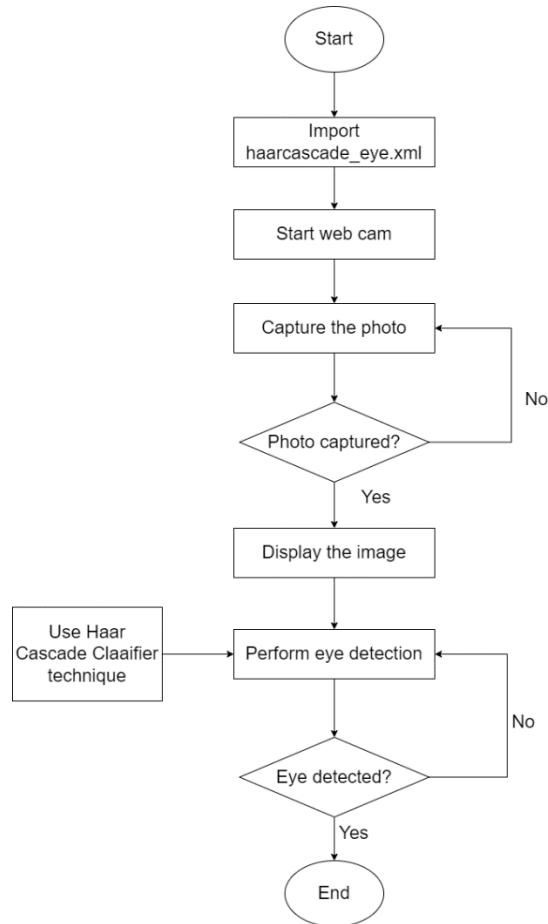 Start
Import
haarcascade_eye.xml
Start web cam
Capture the photo
No
Photo captured?
Yes
Display the image
Use Haar
Cascade Claaifier
technique
Perform eye detection
No
Eye detected?
Yes
End